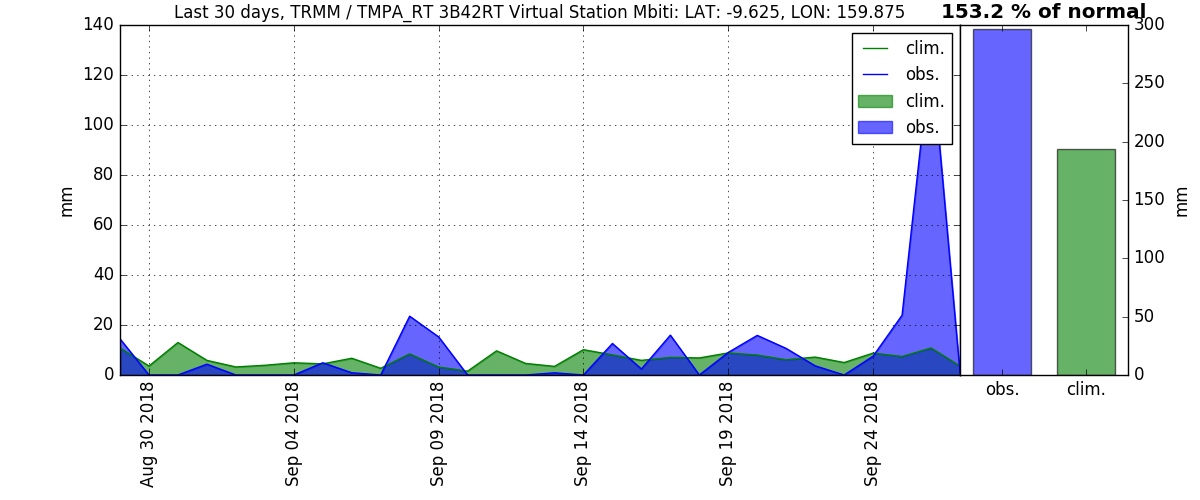 Last 30 days, TRMM / TMPA_RT 3B42RT Virtual Station Mbiti: LAT: -9.625, LON: 159.875
153.2 % of normal
140
120
100
80
60
40
20
0
mm
clim.
obs.
clim.
obs.
Aug 30 2018
Sep 04 2018
Sep 09 2018
Sep 14 2018
Sep 19 2018
Sep 24 2018
300
250
200
150
100
50
0
mm
obs.
clim.